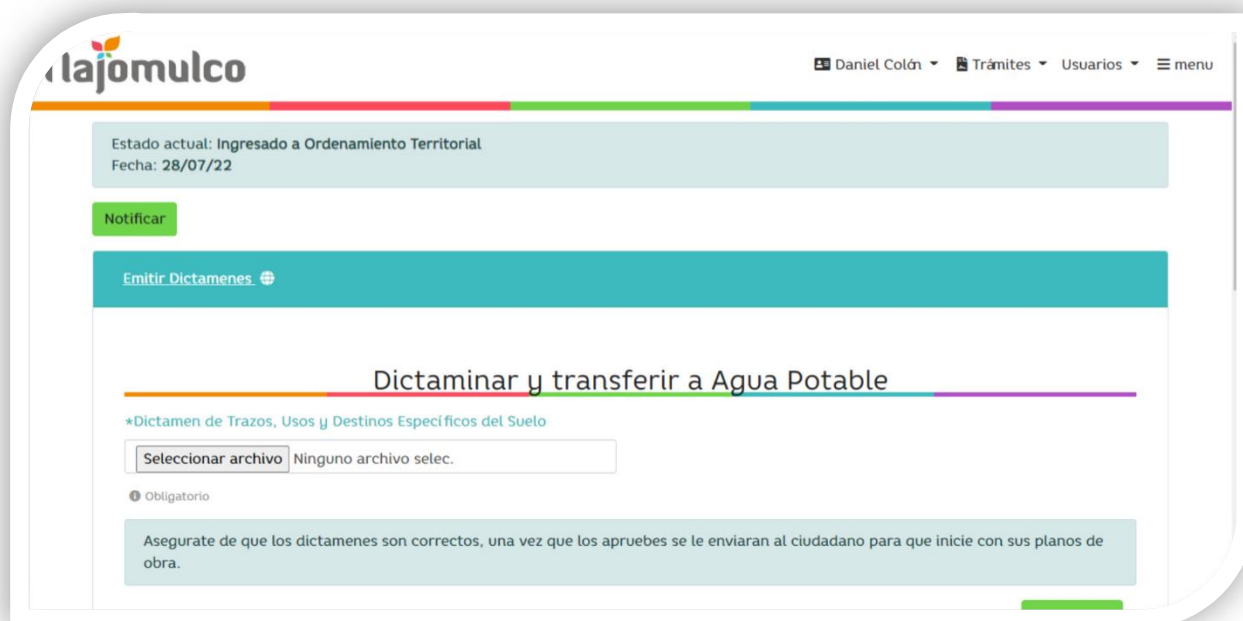 Tlajomulco
Daniel Colón Trámites Usuarios menu
Estado actual: Ingresado a Ordenamiento Territorial
Fecha: 28/07/22
Notificar
Emitir Dictamenes
Dictaminar y transferir a Agua Potable
*Dictamen de Trazos, Usos y Destinos Específicos del Suelo
Seleccionar archivo Ninguno archivo selec.
Obligatorio
Asegurate de que los dictamenes son correctos, una vez que los apruebes se le enviaran al ciudadano para que inicie con sus planos de
obra.